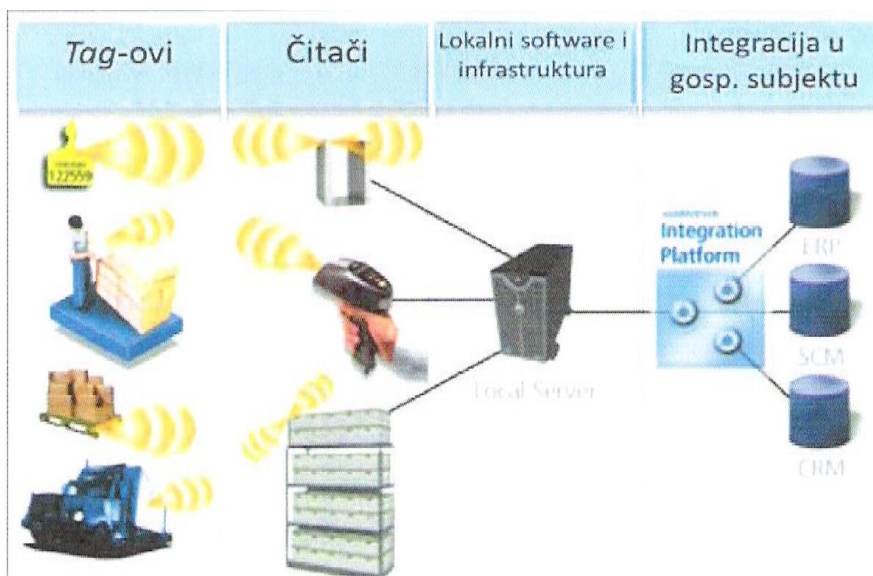 Tag-ovi
Čitači
Lokalni software i
infrastruktura
Integracija u
gosp. subjektu
122559
Integration
Platform
ERP
SCM
CRM
Local Server